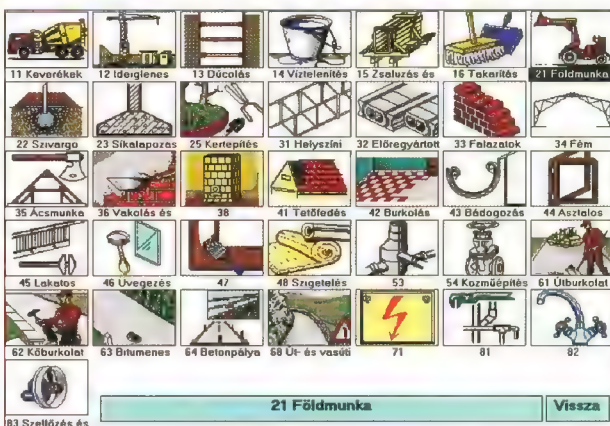 11 Keverékek 12 Ideiglenes 13 Dúcolás 14 Víztelenítés 15 Zsaluzás és 16 Takarítás 21 Földmunka
22 Szivárgó 23 Síkalapozás 25 Kertépítés 31 Helyszíni 32 Előregyártott 33 Falazatok 34 Fém
35 Ácsmunka 36 Vakolás és 38 41 Tetőfedés 42 Burkolás 43 Bádogozás 44 Asztalos
45 Lakatos 46 Üvegezés 47 48 Szigetelés 53 54 Közműépítés 61 Útburkolat
62 Kőburkolat 63 Bitumenes 64 Betonpálya 68 Út- és vasúti 71 81 82
83 Szellőzés és
21 Földmunka Vissza